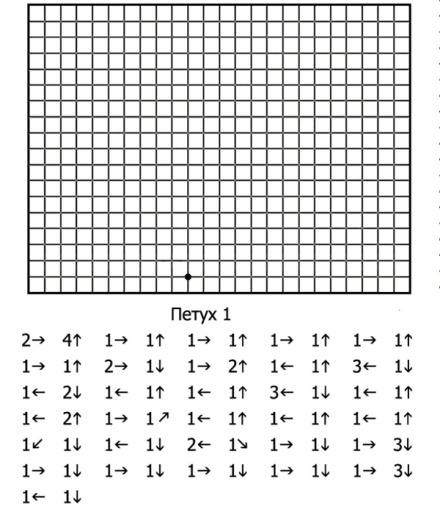 Петух 1
2→ 4↑ 1→ 1↑ 1→ 1↑ 1→ 1↑ 1→ 1↑
1→ 1↑ 2→ 1↓ 1→ 2↑ 1← 1↑ 3← 1↓
1← 2↓ 1← 1↑ 1← 1↑ 3← 1↓ 1← 1↑
1← 2↑ 1→ 1↗ 1← 1↑ 1← 1↑ 1← 1↑
1↙ 1↓ 1← 1↓ 2← 1↘ 1→ 1↓ 1→ 3↓
1→ 1↓ 1→ 1↓ 1→ 1↓ 1→ 1↓ 1→ 3↓
1← 1↓